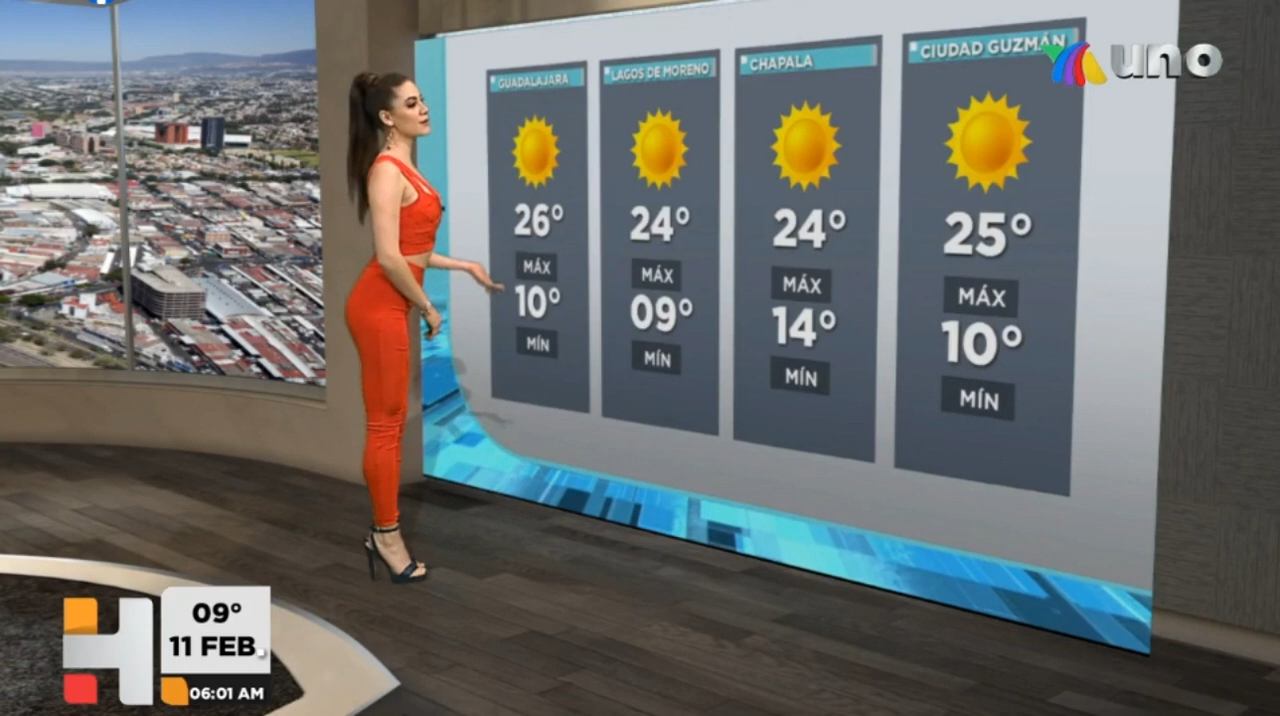 GUADALAJARA
26°
MÁX
10°
MÍN
LAGOS DE MORENO
24°
MÁX
09°
MÍN
CHAPALA
24°
MÁX
14°
MÍN
CIUDAD GUZMÁN
25°
MÁX
10°
MÍN
uno
H
09°
11 FEB.
06:01 AM